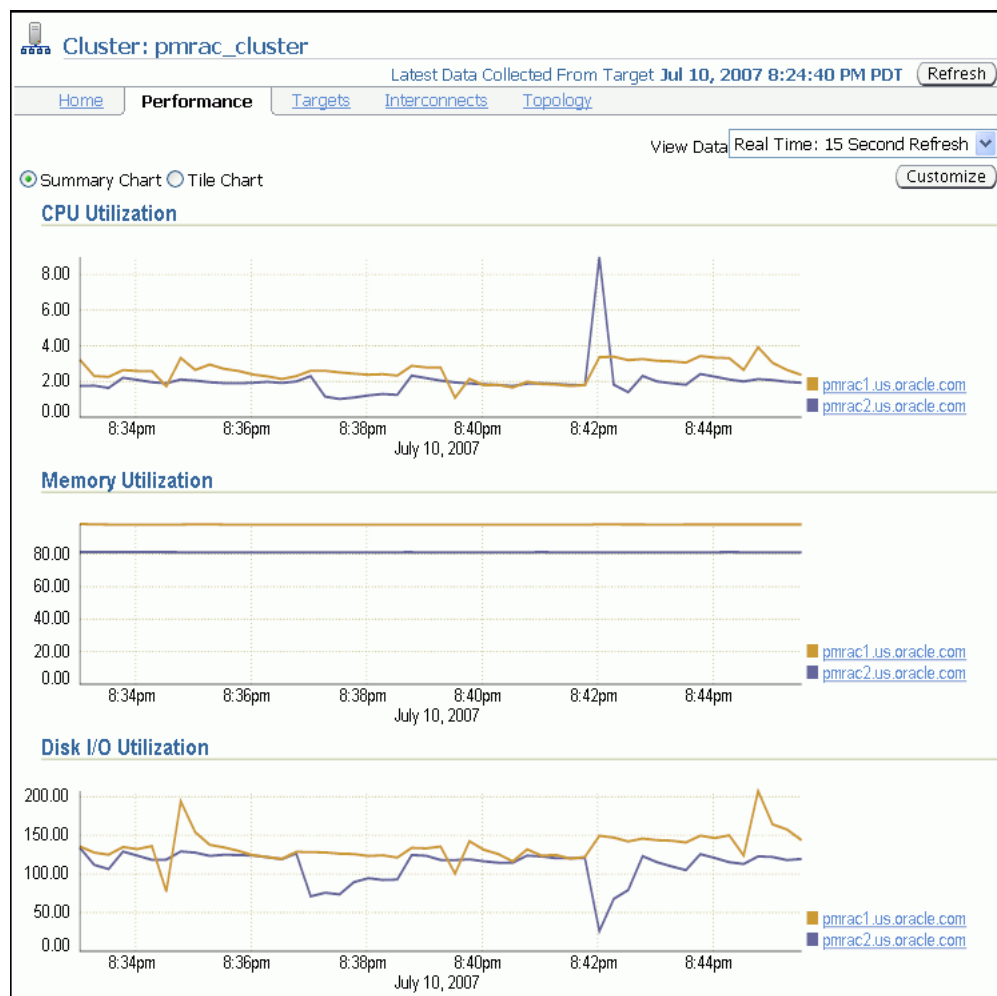 Cluster: pmrac_cluster
Latest Data Collected From Target Jul 10, 2007 8:24:40 PM PDT Refresh
Home Performance Targets Interconnects Topology
View Data Real Time: 15 Second Refresh
Summary Chart Tile Chart Customize
CPU Utilization
8.00
6.00
4.00
2.00
0.00
pmrac1.us.oracle.com
pmrac2.us.oracle.com
8:34pm 8:36pm 8:38pm 8:40pm 8:42pm 8:44pm
July 10, 2007
Memory Utilization
80.00
60.00
40.00
20.00
0.00
pmrac1.us.oracle.com
pmrac2.us.oracle.com
8:34pm 8:36pm 8:38pm 8:40pm 8:42pm 8:44pm
July 10, 2007
Disk I/O Utilization
200.00
150.00
100.00
50.00
0.00
pmrac1.us.oracle.com
pmrac2.us.oracle.com
8:34pm 8:36pm 8:38pm 8:40pm 8:42pm 8:44pm
July 10, 2007